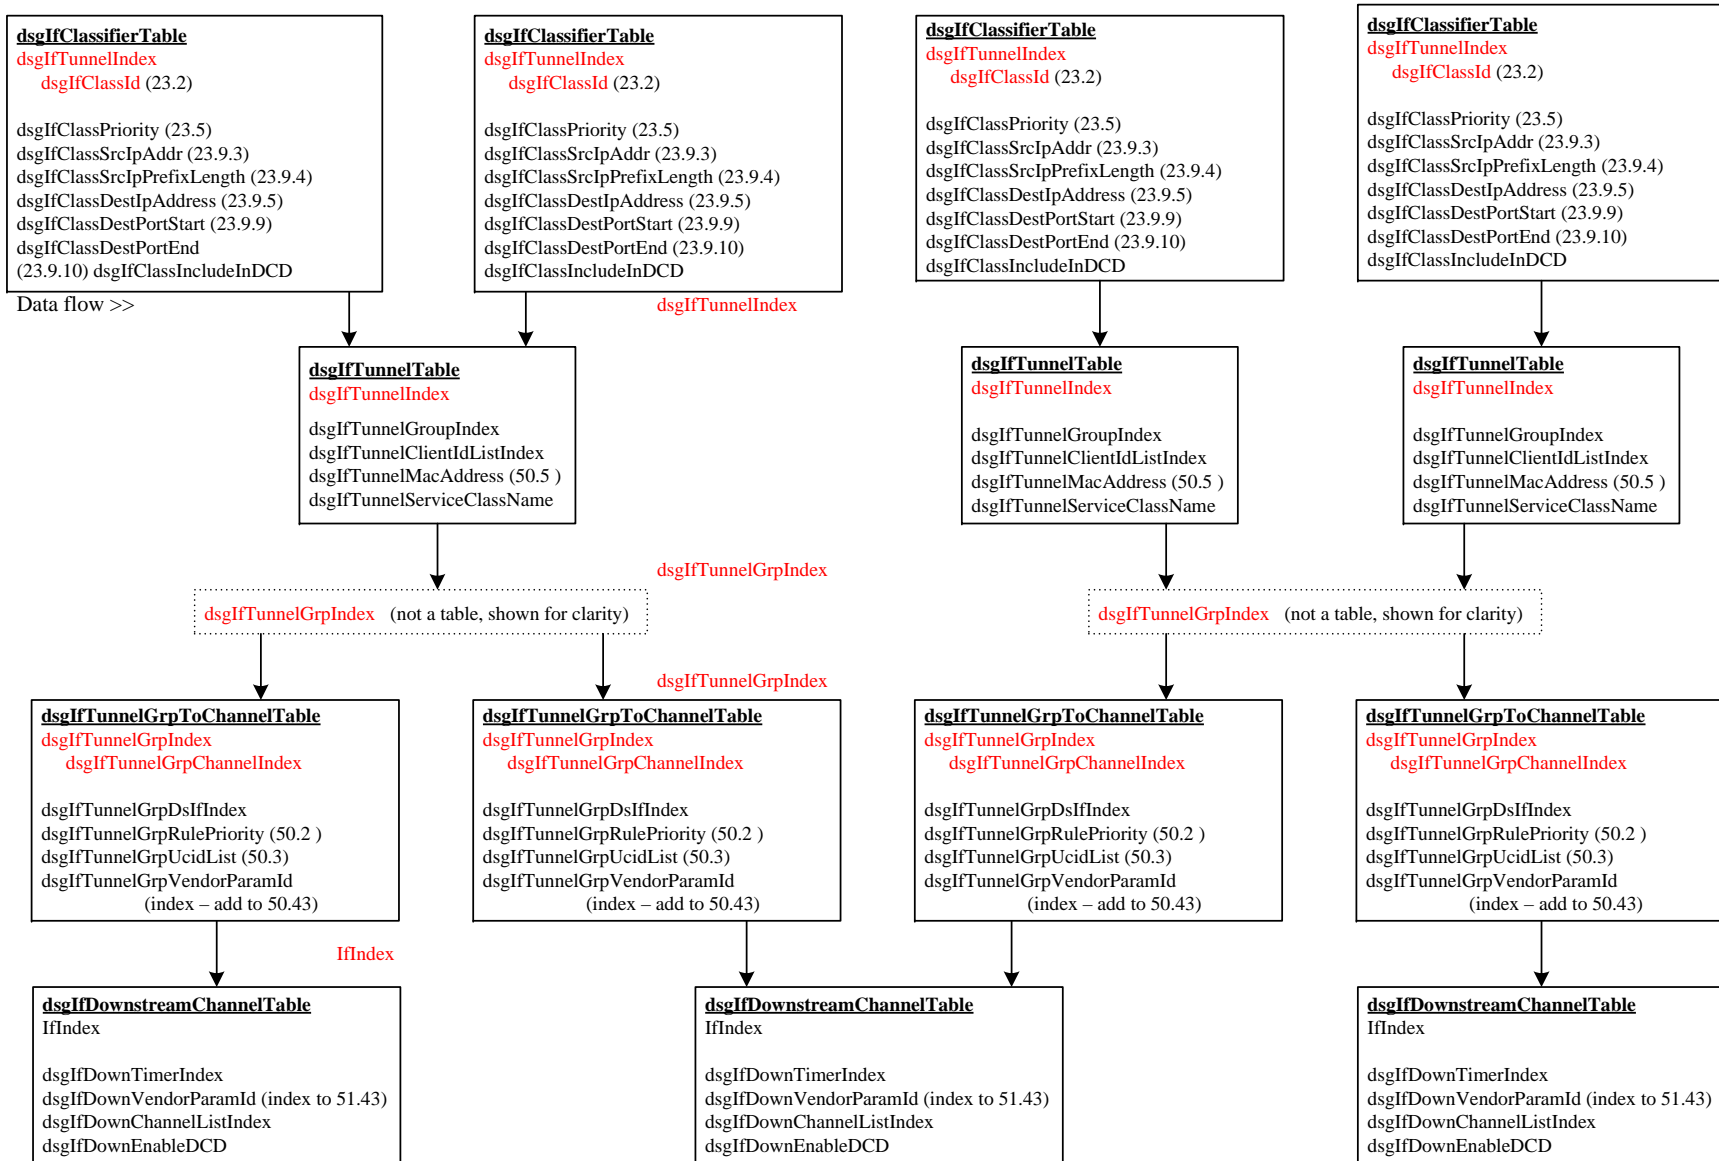 dsgIfClassifierTable
dsgIfTunnelIndex
dsgIfClassId (23.2)
dsgIfClassPriority (23.5)
dsgIfClassSrcIpAddr (23.9.3)
dsgIfClassSrcIpPrefixLength (23.9.4)
dsgIfClassDestIpAddress (23.9.5)
dsgIfClassDestPortStart (23.9.9)
dsgIfClassDestPortEnd
(23.9.10) dsgIfClassIncludeInDCD
dsgIfClassifierTable
dsgIfTunnelIndex
dsgIfClassId (23.2)
dsgIfClassPriority (23.5)
dsgIfClassSrcIpAddr (23.9.3)
dsgIfClassSrcIpPrefixLength (23.9.4)
dsgIfClassDestIpAddress (23.9.5)
dsgIfClassDestPortStart (23.9.9)
dsgIfClassDestPortEnd (23.9.10)
dsgIfClassIncludeInDCD
dsgIfClassifierTable
dsgIfTunnelIndex
dsgIfClassId (23.2)
dsgIfClassPriority (23.5)
dsgIfClassSrcIpAddr (23.9.3)
dsgIfClassSrcIpPrefixLength (23.9.4)
dsgIfClassDestIpAddress (23.9.5)
dsgIfClassDestPortStart (23.9.9)
dsgIfClassDestPortEnd (23.9.10)
dsgIfClassIncludeInDCD
dsgIfClassifierTable
dsgIfTunnelIndex
dsgIfClassId (23.2)
dsgIfClassPriority (23.5)
dsgIfClassSrcIpAddr (23.9.3)
dsgIfClassSrcIpPrefixLength (23.9.4)
dsgIfClassDestIpAddress (23.9.5)
dsgIfClassDestPortStart (23.9.9)
dsgIfClassDestPortEnd (23.9.10)
dsgIfClassIncludeInDCD
Data flow >>
dsgIfTunnelIndex
dsgIfTunnelTable
dsgIfTunnelIndex
dsgIfTunnelGroupIndex
dsgIfTunnelClientIdListIndex
dsgIfTunnelMacAddress (50.5 )
dsgIfTunnelServiceClassName
dsgIfTunnelTable
dsgIfTunnelIndex
dsgIfTunnelGroupIndex
dsgIfTunnelClientIdListIndex
dsgIfTunnelMacAddress (50.5 )
dsgIfTunnelServiceClassName
dsgIfTunnelTable
dsgIfTunnelIndex
dsgIfTunnelGroupIndex
dsgIfTunnelClientIdListIndex
dsgIfTunnelMacAddress (50.5 )
dsgIfTunnelServiceClassName
dsgIfTunnelGrpIndex
dsgIfTunnelGrpIndex (not a table, shown for clarity)
dsgIfTunnelGrpIndex (not a table, shown for clarity)
dsgIfTunnelGrpIndex
dsgIfTunnelGrpToChannelTable
dsgIfTunnelGrpIndex
dsgIfTunnelGrpChannelIndex
dsgIfTunnelGrpDsIfIndex
dsgIfTunnelGrpRulePriority (50.2 )
dsgIfTunnelGrpUcidList (50.3)
dsgIfTunnelGrpVendorParamId
(index – add to 50.43)
dsgIfTunnelGrpToChannelTable
dsgIfTunnelGrpIndex
dsgIfTunnelGrpChannelIndex
dsgIfTunnelGrpDsIfIndex
dsgIfTunnelGrpRulePriority (50.2 )
dsgIfTunnelGrpUcidList (50.3)
dsgIfTunnelGrpVendorParamId
(index – add to 50.43)
dsgIfTunnelGrpToChannelTable
dsgIfTunnelGrpIndex
dsgIfTunnelGrpChannelIndex
dsgIfTunnelGrpDsIfIndex
dsgIfTunnelGrpRulePriority (50.2 )
dsgIfTunnelGrpUcidList (50.3)
dsgIfTunnelGrpVendorParamId
(index – add to 50.43)
dsgIfTunnelGrpToChannelTable
dsgIfTunnelGrpIndex
dsgIfTunnelGrpChannelIndex
dsgIfTunnelGrpDsIfIndex
dsgIfTunnelGrpRulePriority (50.2 )
dsgIfTunnelGrpUcidList (50.3)
dsgIfTunnelGrpVendorParamId
(index – add to 50.43)
IfIndex
dsgIfDownstreamChannelTable
IfIndex
dsgIfDownTimerIndex
dsgIfDownVendorParamId (index to 51.43)
dsgIfDownChannelListIndex
dsgIfDownEnableDCD
dsgIfDownstreamChannelTable
IfIndex
dsgIfDownTimerIndex
dsgIfDownVendorParamId (index to 51.43)
dsgIfDownChannelListIndex
dsgIfDownEnableDCD
dsgIfDownstreamChannelTable
IfIndex
dsgIfDownTimerIndex
dsgIfDownVendorParamId (index to 51.43)
dsgIfDownChannelListIndex
dsgIfDownEnableDCD